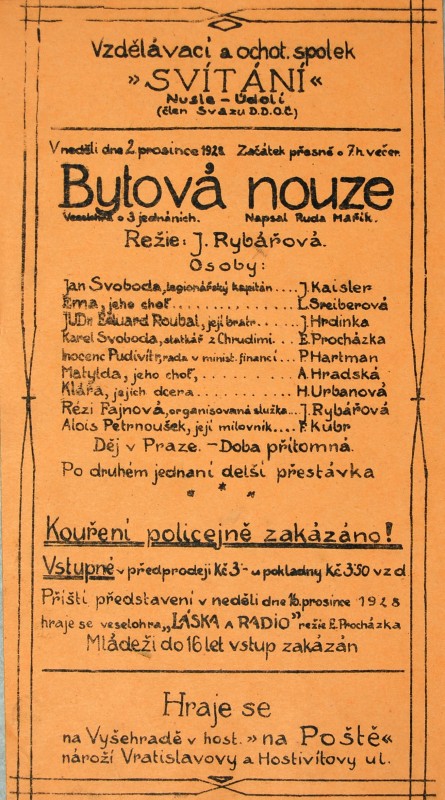 Vzdělávací a ochot. spolek
»SVÍTÁNÍ«
Nusle - Údolí
(člen Svazu D.D.O.Č)
V neděli dne 2. prosince 1928 Začátek přesně o 7h. večer.
Bytová nouze
Veselohra o 3 jednáních. Napsal Ruda Mařík.
Režie: J. Rybářová.
Osoby:
Jan Svoboda, legionářský kapitán....J. Kaisler
Ema, jeho choť...............L. Sreiberová
JUDr Eduard Roubal, její bratr....J. Hrdinka
Karel Svoboda, statkář z Chrudimi...E. Procházka
Inocenc Pudivítr, rada v minist. financí...P. Hartman
Matylda, jeho choť,.............A. Hradská
Klára, jejich dcera.............H. Urbanová
Rézi Fajnová, organisovaná služka...J. Rybářová
Alois Petrnoušek, její milovník....F. Kubr
Děj v Praze. - Doba přítomná.
Po druhém jednaní delší přestávka
* * *
Kouření policejně zakázáno!
Vstupné v předprodeji Kč 3- u pokladny Kč 3·50 v z d
Příští představení v neděli dne 16. prosince 1928
hraje se veselohra „LÁSKA A RADIO" režie E. Procházka
Mládeži do 16 let vstup zakázán
Hraje se
na Vyšehradě v host. »na Poště«
nároží Vratislavovy a Hostivítovy ul.